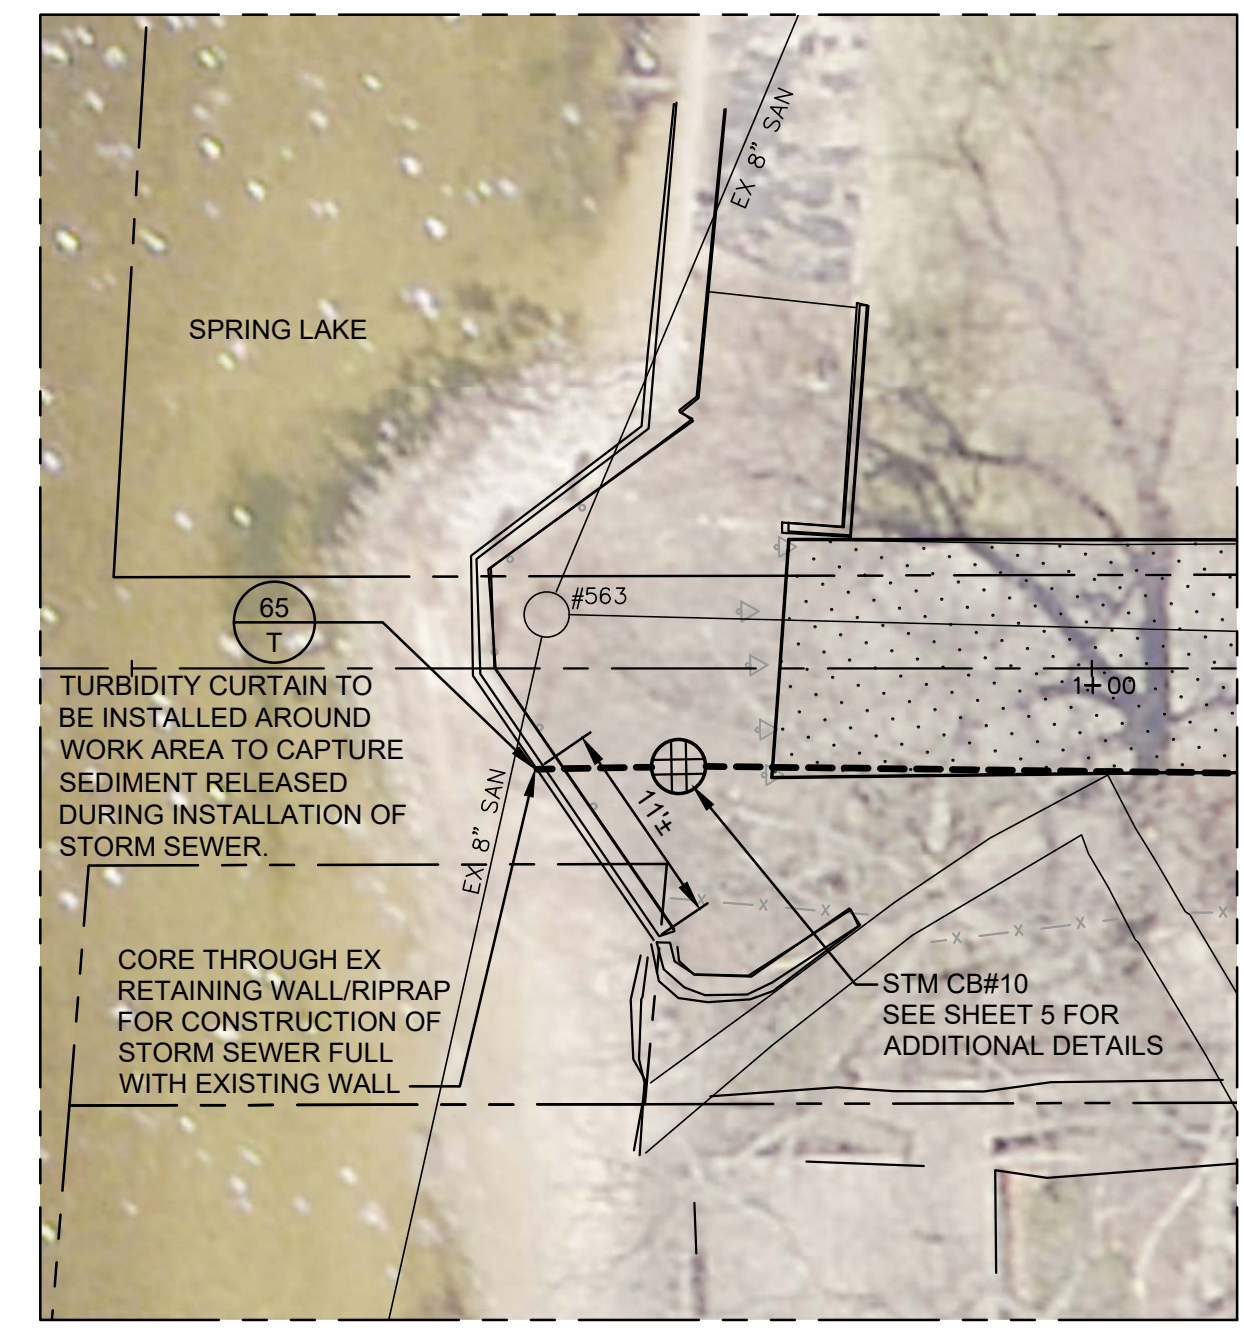 EX 8" SAN
SPRING LAKE
#563
65
T
1+00
TURBIDITY CURTAIN TO
BE INSTALLED AROUND
WORK AREA TO CAPTURE
SEDIMENT RELEASED
DURING INSTALLATION OF
STORM SEWER.
11'±
EX 8" SAN
X
X
X
X
X
X
X
CORE THROUGH EX
RETAINING WALL/RIPRAP
FOR CONSTRUCTION OF
STORM SEWER FULL
WITH EXISTING WALL
STM CB#10
SEE SHEET 5 FOR
ADDITIONAL DETAILS